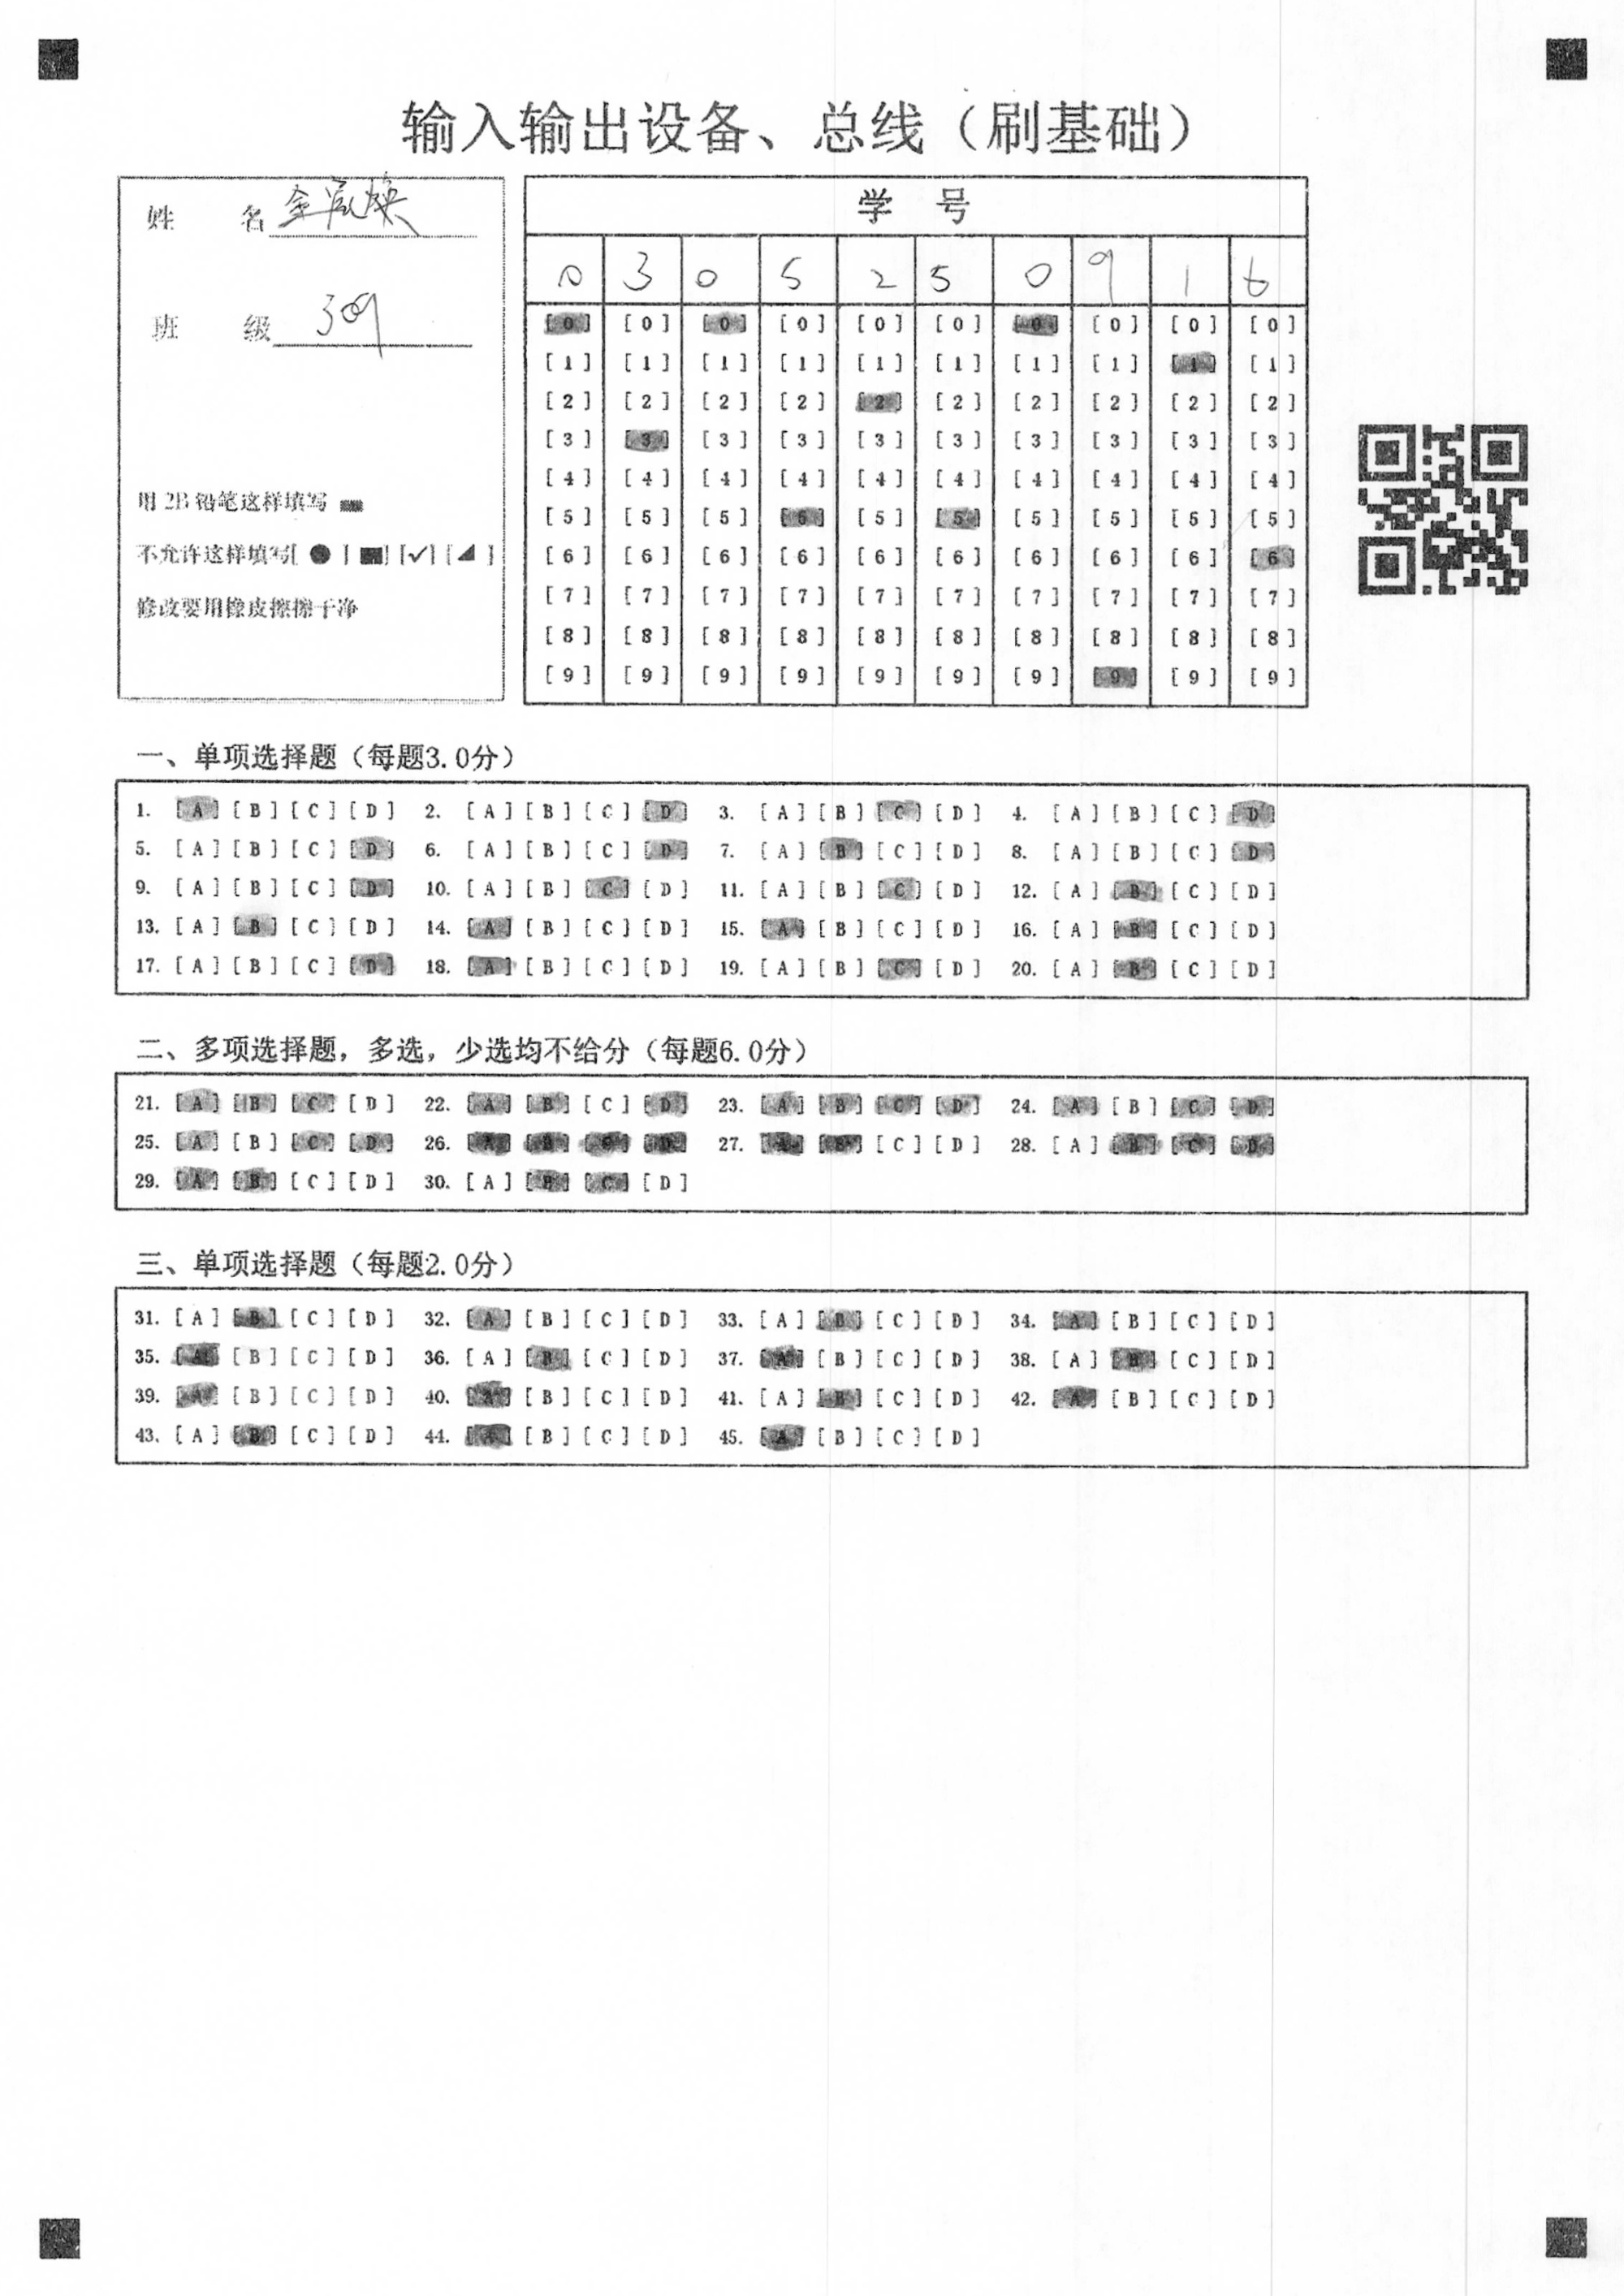 输入输出设备、总线（刷基础）
姓 名
班 级 309
用 2B 铅笔这样填写
不允许这样填写[ ● ] [■] [✓] [◢ ]
修改要用橡皮擦擦干净
学 号
0 3 0 5 2 5 0 9 1 6
[0] [0] [0] [0] [0] [0] [0] [0] [0] [0]
[1] [1] [1] [1] [1] [1] [1] [1] [1] [1]
[2] [2] [2] [2] [2] [2] [2] [2] [2] [2]
[3] [3] [3] [3] [3] [3] [3] [3] [3] [3]
[4] [4] [4] [4] [4] [4] [4] [4] [4] [4]
[5] [5] [5] [5] [5] [5] [5] [5] [5] [5]
[6] [6] [6] [6] [6] [6] [6] [6] [6] [6]
[7] [7] [7] [7] [7] [7] [7] [7] [7] [7]
[8] [8] [8] [8] [8] [8] [8] [8] [8] [8]
[9] [9] [9] [9] [9] [9] [9] [9] [9] [9]
一、单项选择题（每题3.0分）
1. [A] [B] [C] [D] 2. [A] [B] [C] [D] 3. [A] [B] [C] [D] 4. [A] [B] [C] [D]
5. [A] [B] [C] [D] 6. [A] [B] [C] [D] 7. [A] [B] [C] [D] 8. [A] [B] [C] [D]
9. [A] [B] [C] [D] 10. [A] [B] [C] [D] 11. [A] [B] [C] [D] 12. [A] [B] [C] [D]
13. [A] [B] [C] [D] 14. [A] [B] [C] [D] 15. [A] [B] [C] [D] 16. [A] [B] [C] [D]
17. [A] [B] [C] [D] 18. [A] [B] [C] [D] 19. [A] [B] [C] [D] 20. [A] [B] [C] [D]
二、多项选择题，多选，少选均不给分（每题6.0分）
21. [A] [B] [C] [D] 22. [A] [B] [C] [D] 23. [A] [B] [C] [D] 24. [A] [B] [C] [D]
25. [A] [B] [C] [D] 26. [A] [B] [C] [D] 27. [A] [B] [C] [D] 28. [A] [B] [C] [D]
29. [A] [B] [C] [D] 30. [A] [B] [C] [D]
三、单项选择题（每题2.0分）
31. [A] [B] [C] [D] 32. [A] [B] [C] [D] 33. [A] [B] [C] [D] 34. [A] [B] [C] [D]
35. [A] [B] [C] [D] 36. [A] [B] [C] [D] 37. [A] [B] [C] [D] 38. [A] [B] [C] [D]
39. [A] [B] [C] [D] 40. [A] [B] [C] [D] 41. [A] [B] [C] [D] 42. [A] [B] [C] [D]
43. [A] [B] [C] [D] 44. [A] [B] [C] [D] 45. [A] [B] [C] [D]